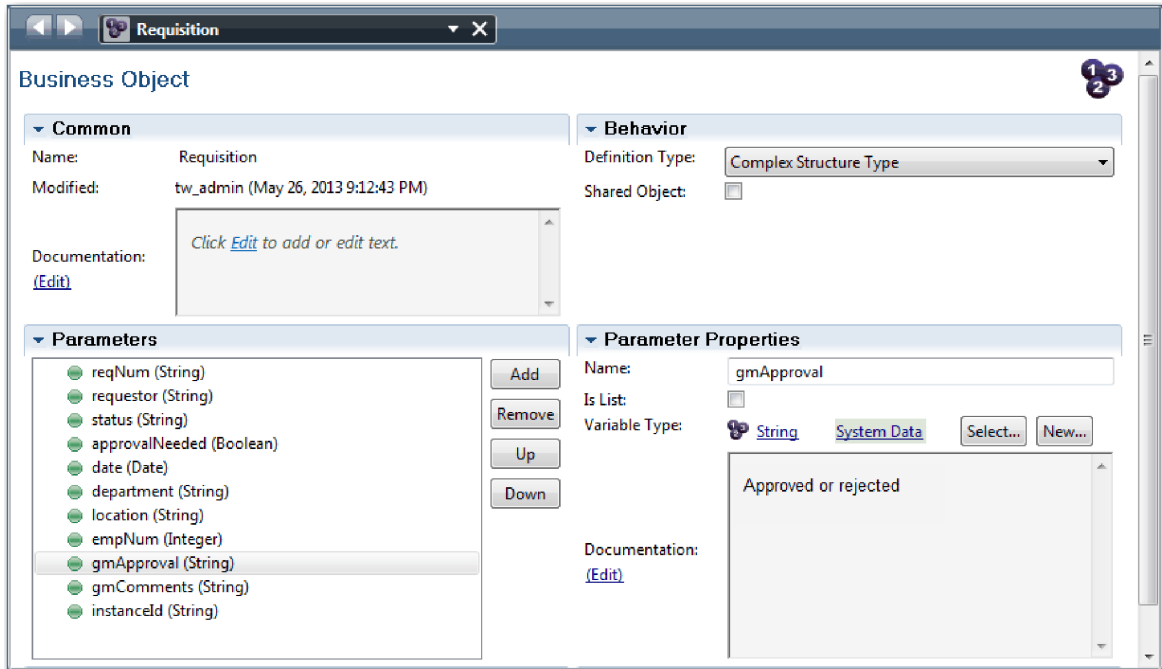 Requisition
Business Object
1 2 3
Common
Name: Requisition
Modified: tw_admin (May 26, 2013 9:12:43 PM)
Click Edit to add or edit text.
Documentation:
(Edit)
Behavior
Definition Type: Complex Structure Type
Shared Object:
Parameters
reqNum (String)
requestor (String)
status (String)
approvalNeeded (Boolean)
date (Date)
department (String)
location (String)
empNum (Integer)
gmApproval (String)
gmComments (String)
instanceId (String)
Add
Remove
Up
Down
Parameter Properties
Name: gmApproval
Is List:
Variable Type: String System Data Select... New...
Approved or rejected
Documentation:
(Edit)